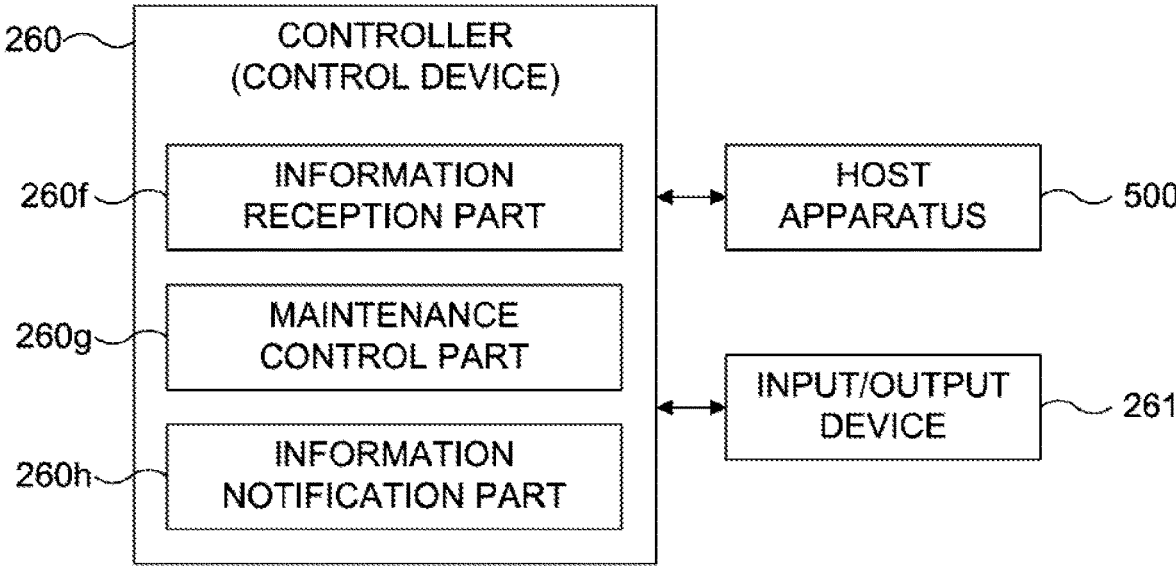 260
CONTROLLER
(CONTROL DEVICE)
260f
INFORMATION
RECEPTION PART
HOST
APPARATUS
500
260g
MAINTENANCE
CONTROL PART
INPUT/OUTPUT
DEVICE
261
260h
INFORMATION
NOTIFICATION PART